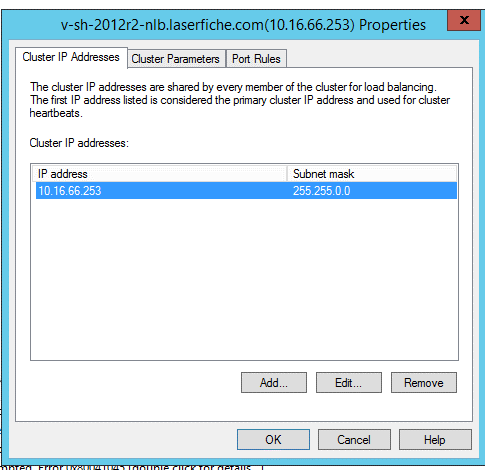 v-sh-2012r2-nlb.laserfiche.com(10.16.66.253) Properties
x
Cluster IP Addresses Cluster Parameters Port Rules
The cluster IP addresses are shared by every member of the cluster for load balancing.
The first IP address listed is considered the primary cluster IP address and used for cluster
heartbeats.
Cluster IP addresses:
IP address Subnet mask
10.16.66.253 255.255.0.0
Add... Edit... Remove
OK Cancel Help